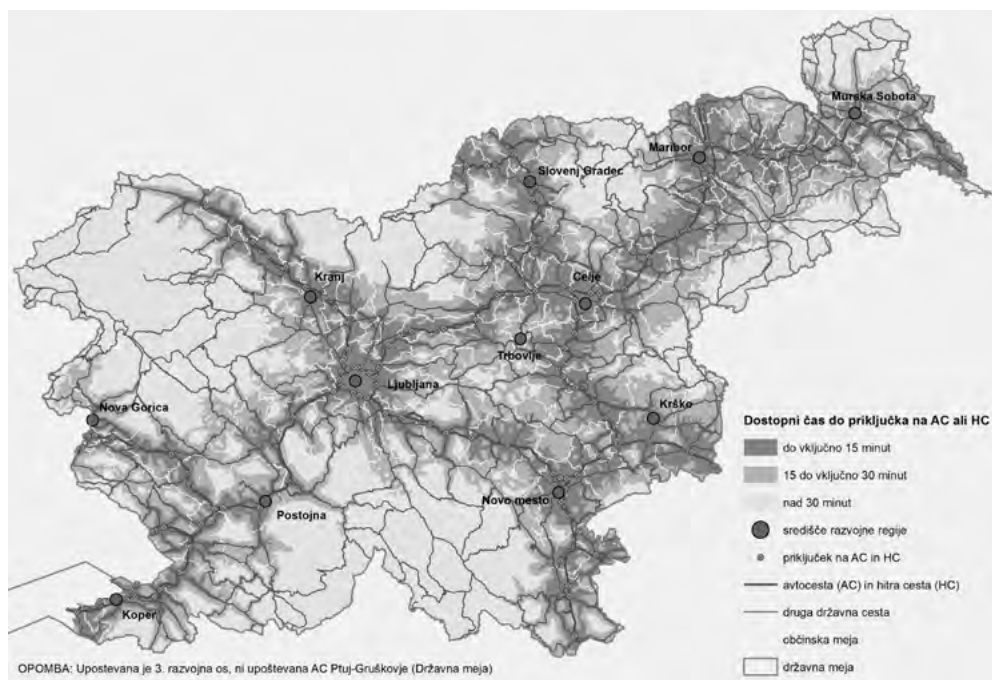 Murska Sobota
Maribor
Slovenj Gradec
Kranj
Celje
Trbovlje
Ljubljana
Nova Gorica
Krško
Novo mesto
Postojna
Koper
Dostopni čas do priključka na AC ali HC
do vključno 15 minut
15 do vključno 30 minut
nad 30 minut
središče razvojne regije
priključek na AC in HC
avtocesta (AC) in hitra cesta (HC)
druga državna cesta
občinska meja
državna meja
OPOMBA: Upostevana je 3. razvojna os, ni upoštevana AC Ptuj-Gruškovje (Državna meja)